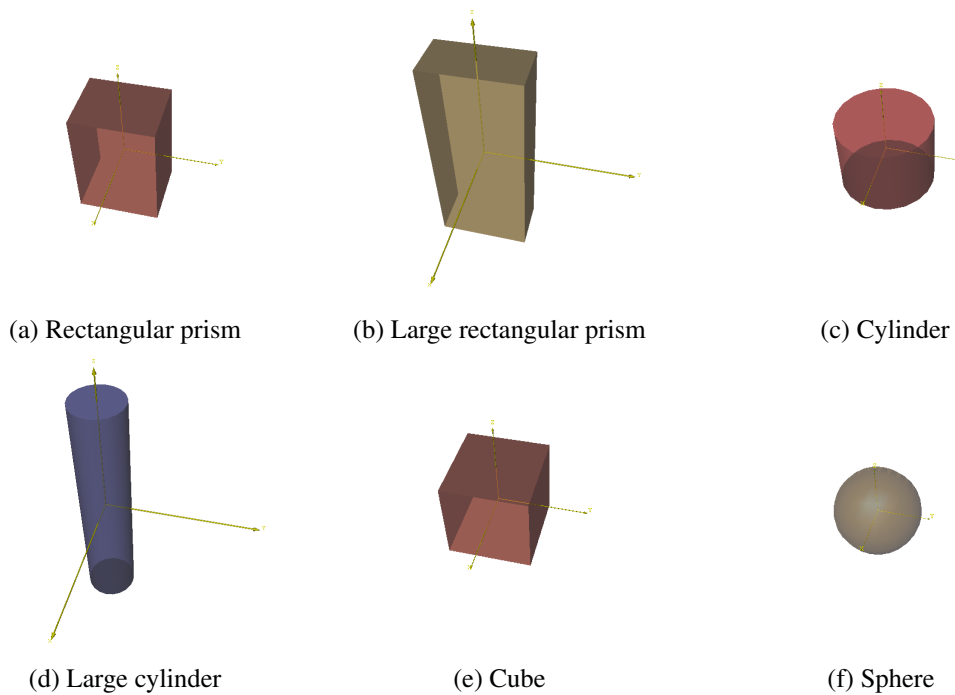 (a) Rectangular prism
(b) Large rectangular prism
(c) Cylinder
(d) Large cylinder
(e) Cube
(f) Sphere